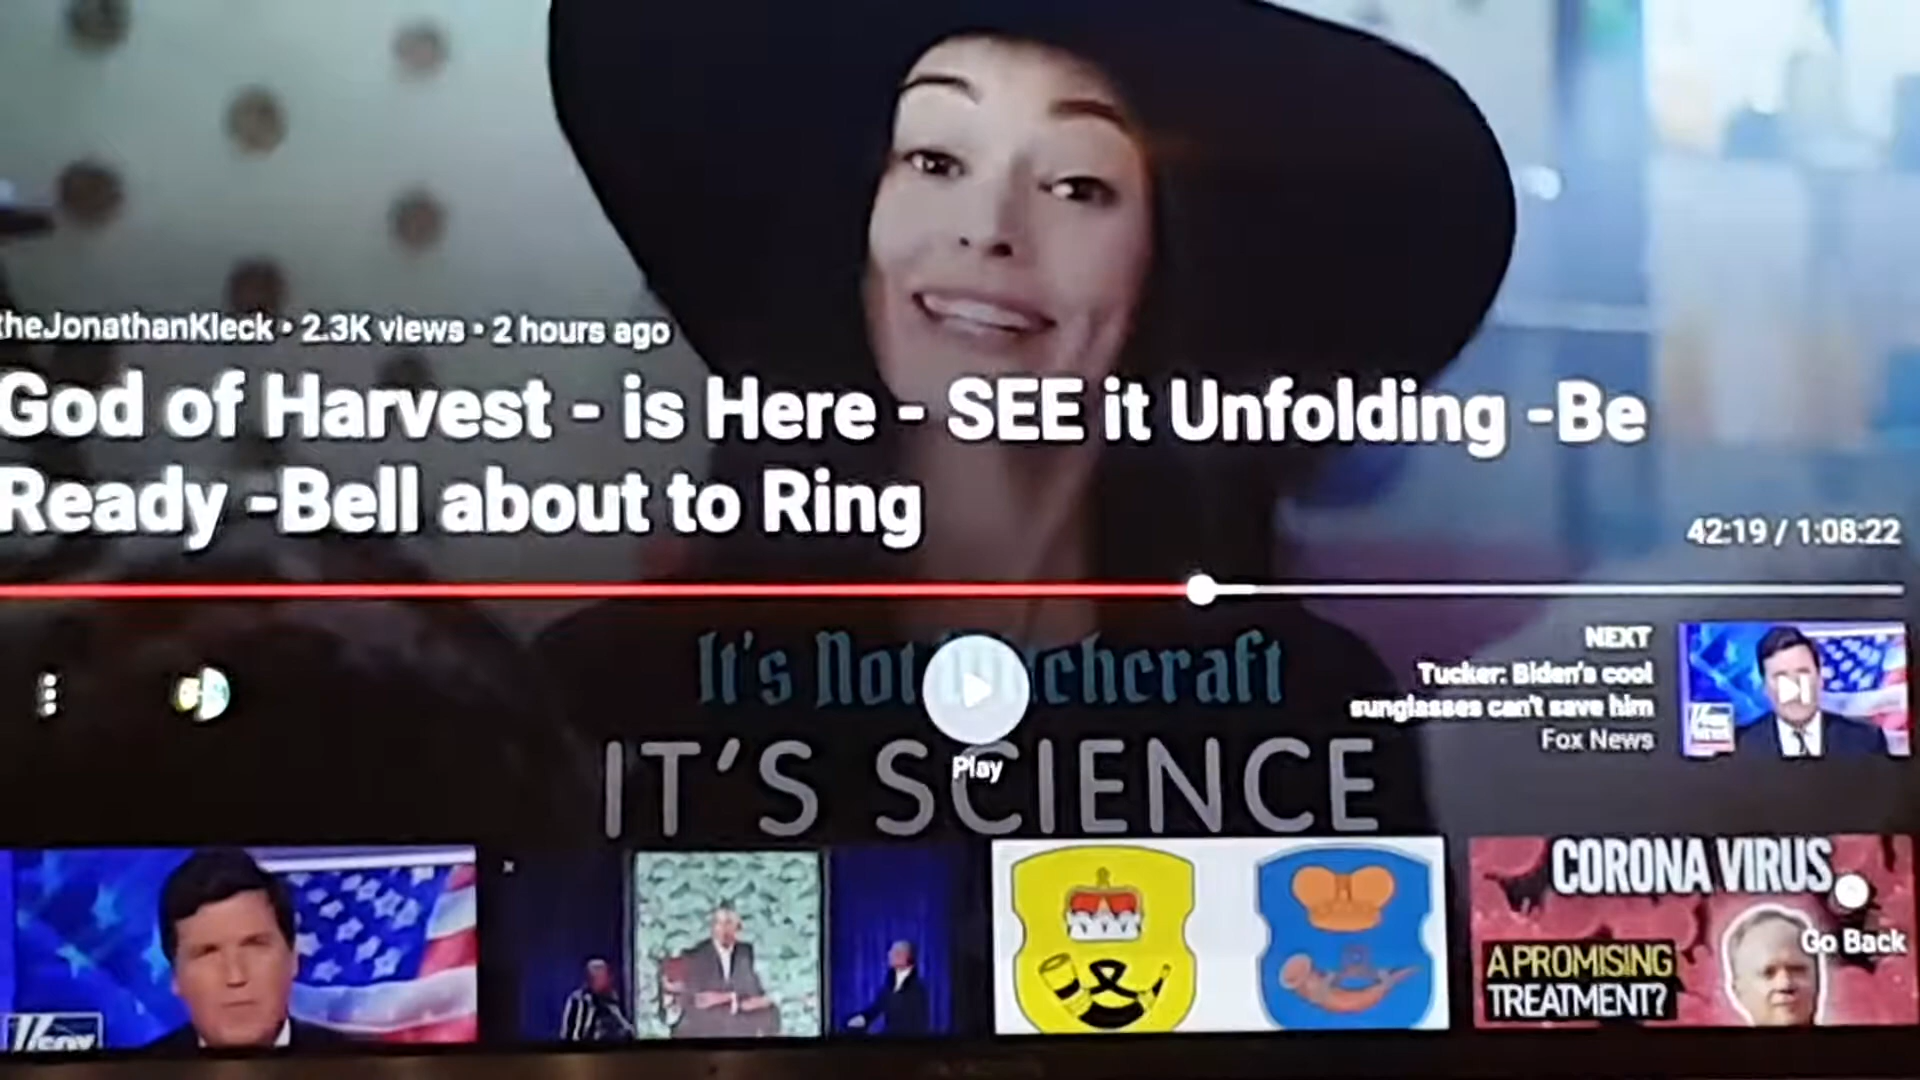 theJonathanKleck • 2.3K views • 2 hours ago
God of Harvest - is Here - SEE it Unfolding -Be
Ready -Bell about to Ring
42:19 / 1:08:22
NEXT
Tucker: Biden's cool
sunglasses can't save him
Fox News
It's Not
chcraft
Play
IT'S SCIENCE
CORONA VIRUS
A PROMISING
TREATMENT?
Go Back